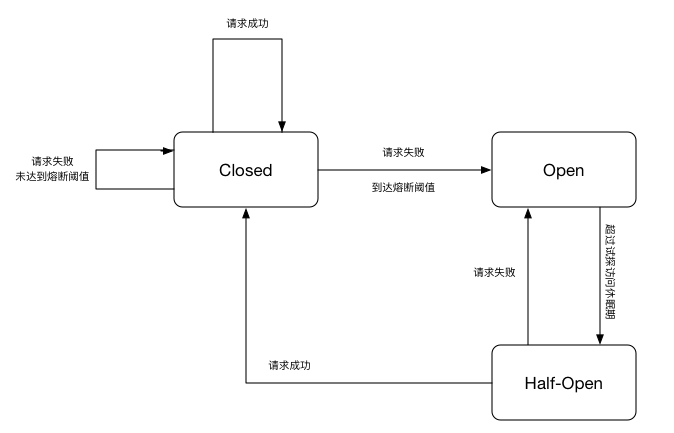 请求成功
请求失败
未达到熔断阈值
Closed
请求失败
到达熔断阈值
Open
请求失败
超过试探访问休眠期
请求成功
Half-Open